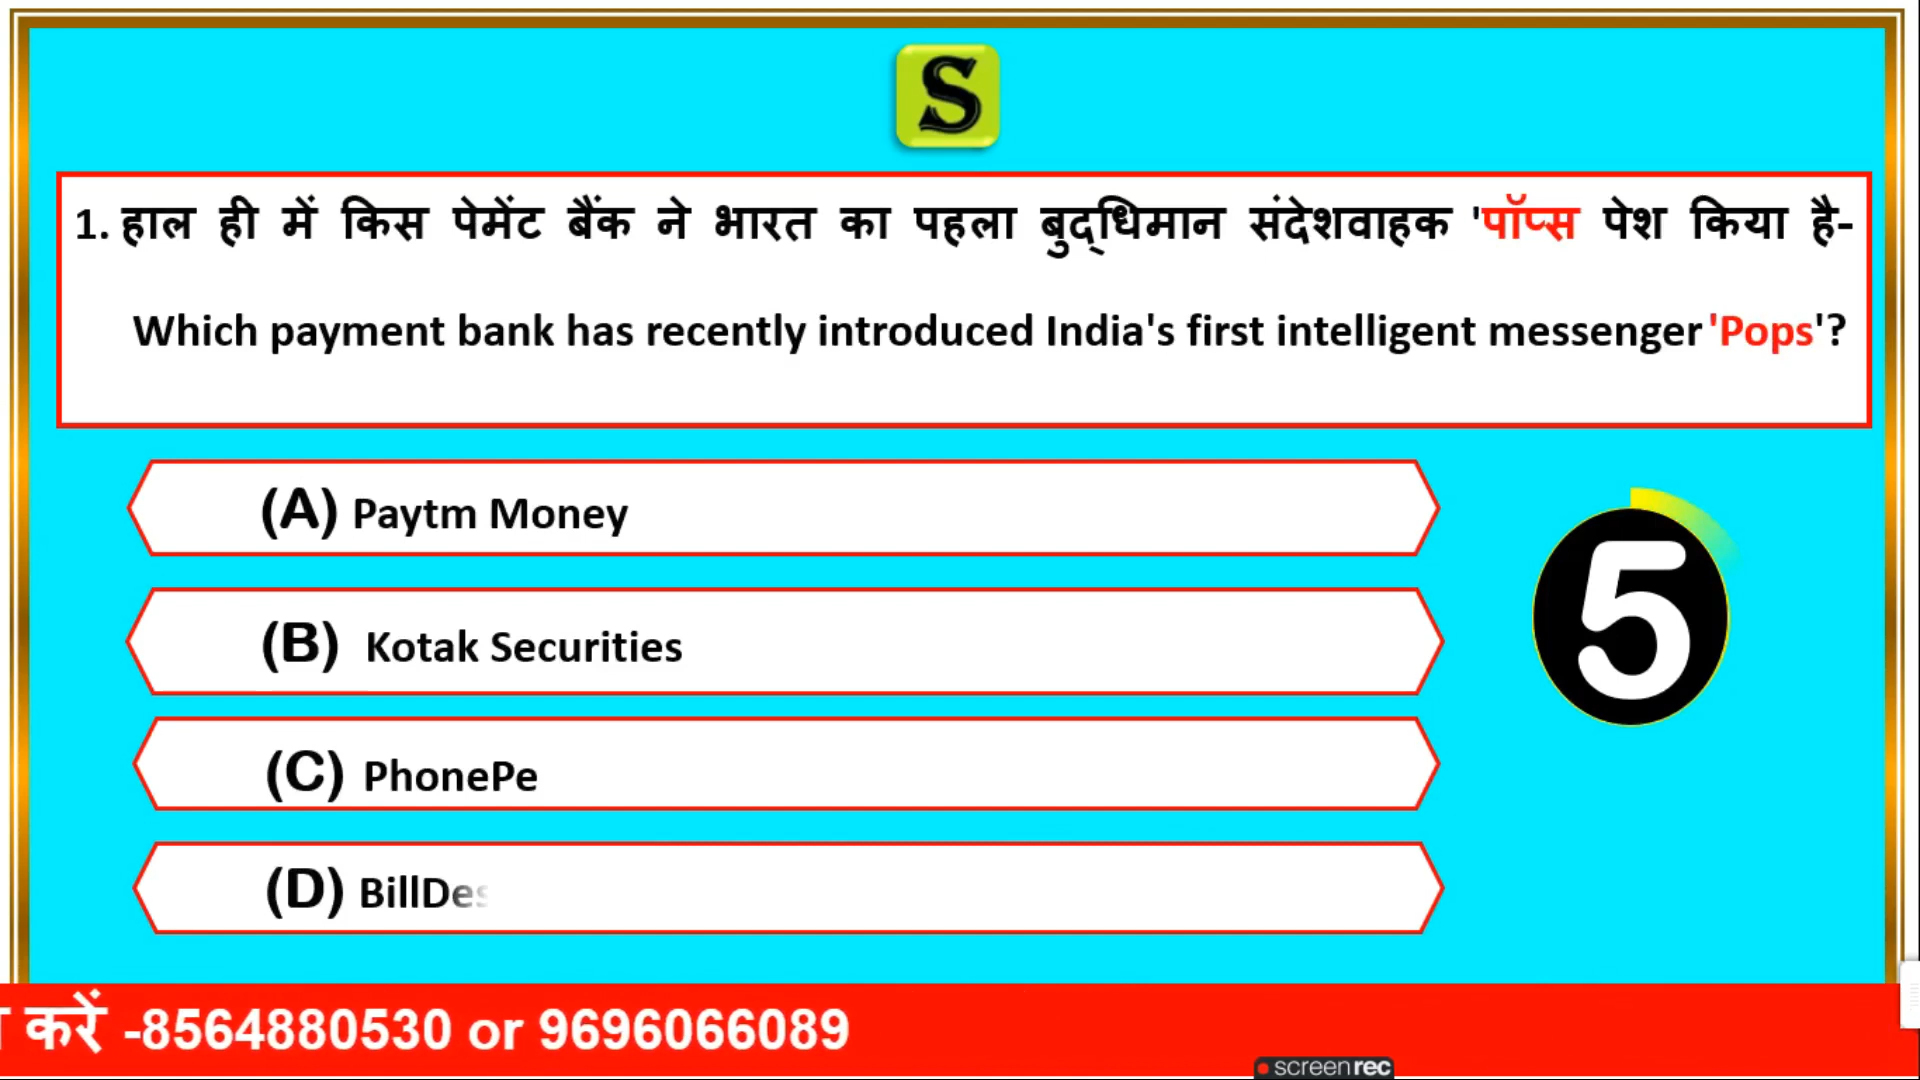 S
1. हाल ही में किस पेमेंट बैंक ने भारत का पहला बुद्धिमान संदेशवाहक 'पॉप्स पेश किया है-
Which payment bank has recently introduced India's first intelligent messenger 'Pops'?
(A) Paytm Money
(B) Kotak Securities
5
(C) PhonePe
(D) BillDes
करें -8564880530 or 9696066089
screenrec